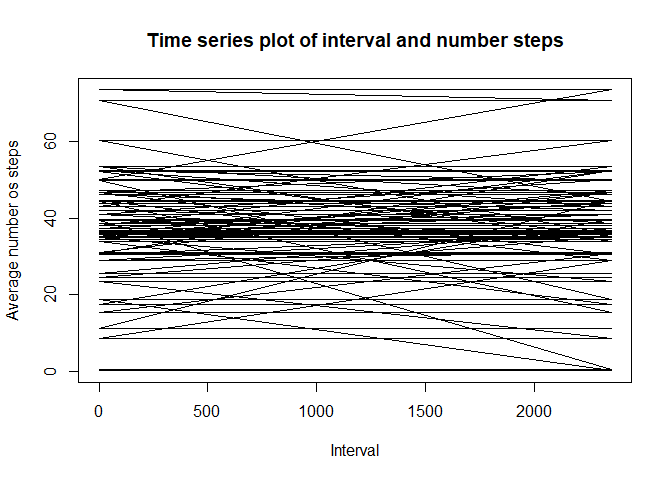 Time series plot of interval and number steps
Average number os steps
60
40
20
0
0 500 1000 1500 2000
Interval